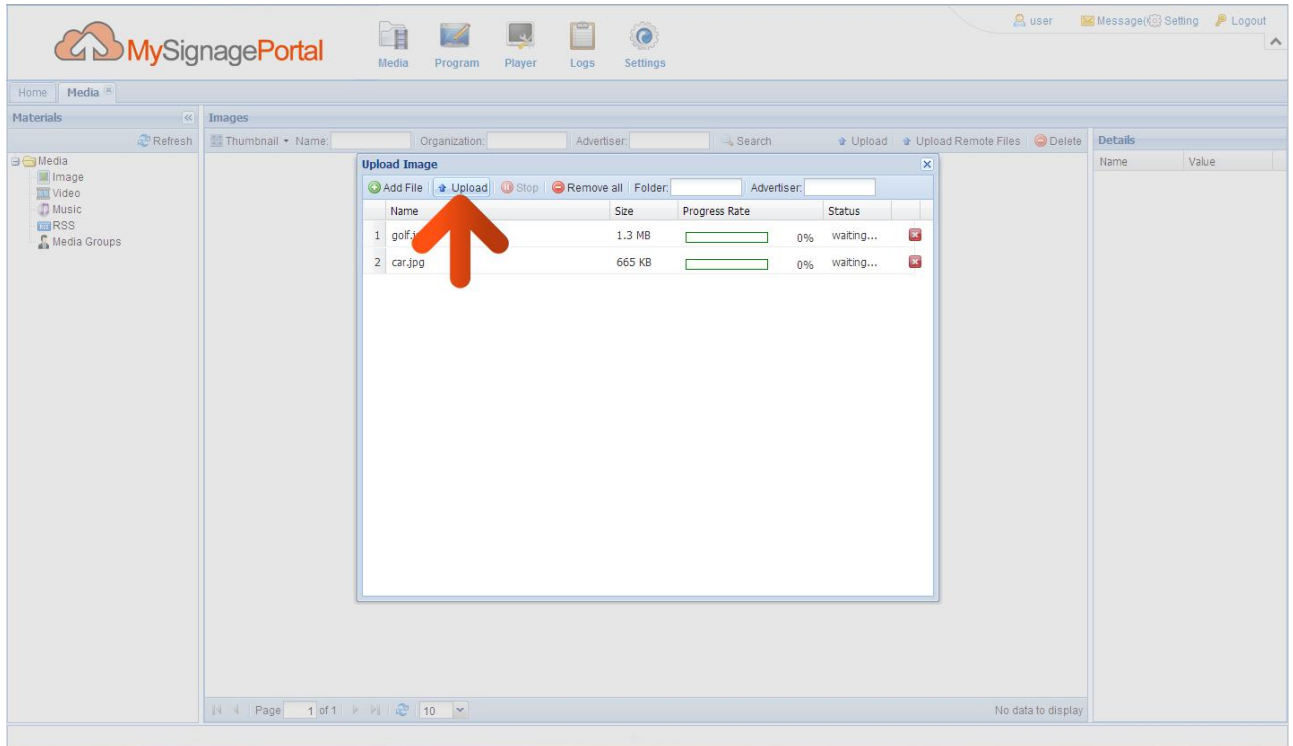 MySignagePortal
Media Program Player Logs Settings
user Message( Setting Logout
Home Media
Materials
Images
Refresh
Thumbnail Name: Organization: Advertiser: Search Upload Upload Remote Files Delete
Details
Name Value
Media
Image
Video
Music
RSS
Media Groups
Upload Image
Add File Upload Stop Remove all Folder: Advertiser:
Name Size Progress Rate Status
1 1.3 MB 0% waiting...
2 car.jpg 665 KB 0% waiting...
Page 1 of 1 10 No data to display